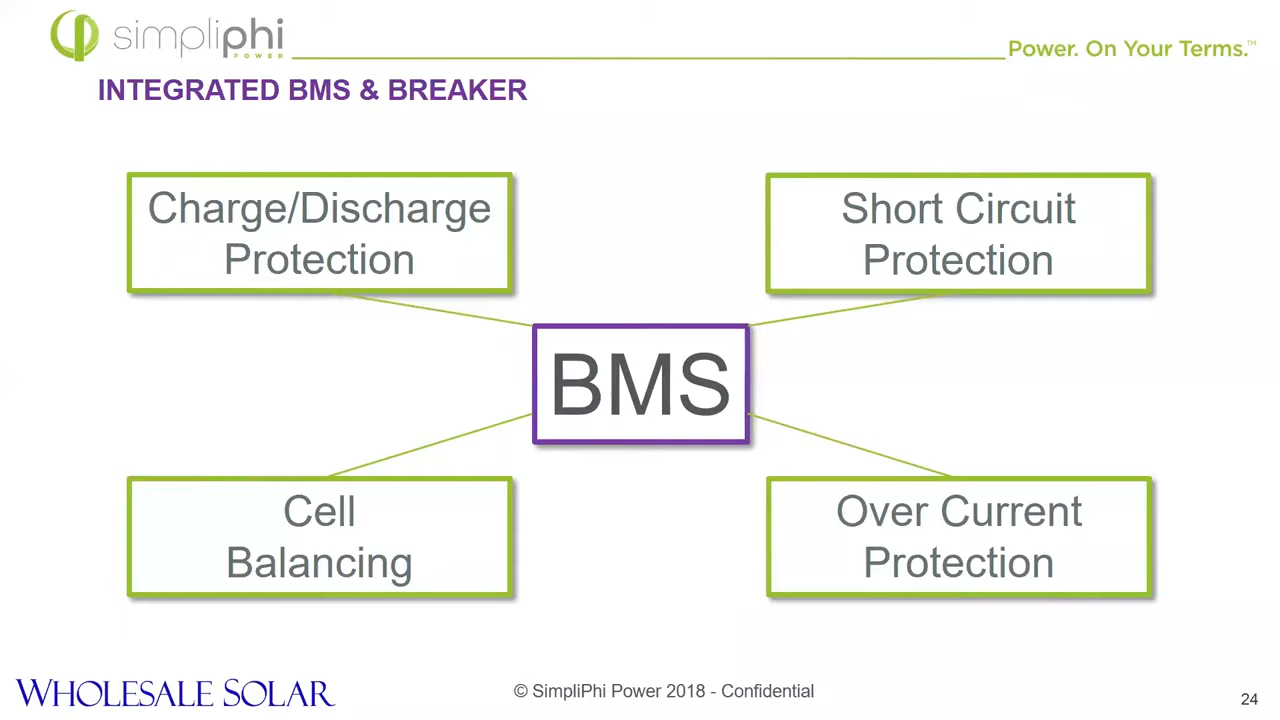 simpliphi
POWER
Power. On Your Terms.™
INTEGRATED BMS & BREAKER
Charge/Discharge
Protection
Short Circuit
Protection
BMS
Cell
Balancing
Over Current
Protection
WHOLESALE SOLAR
© SimpliPhi Power 2018 - Confidential
24